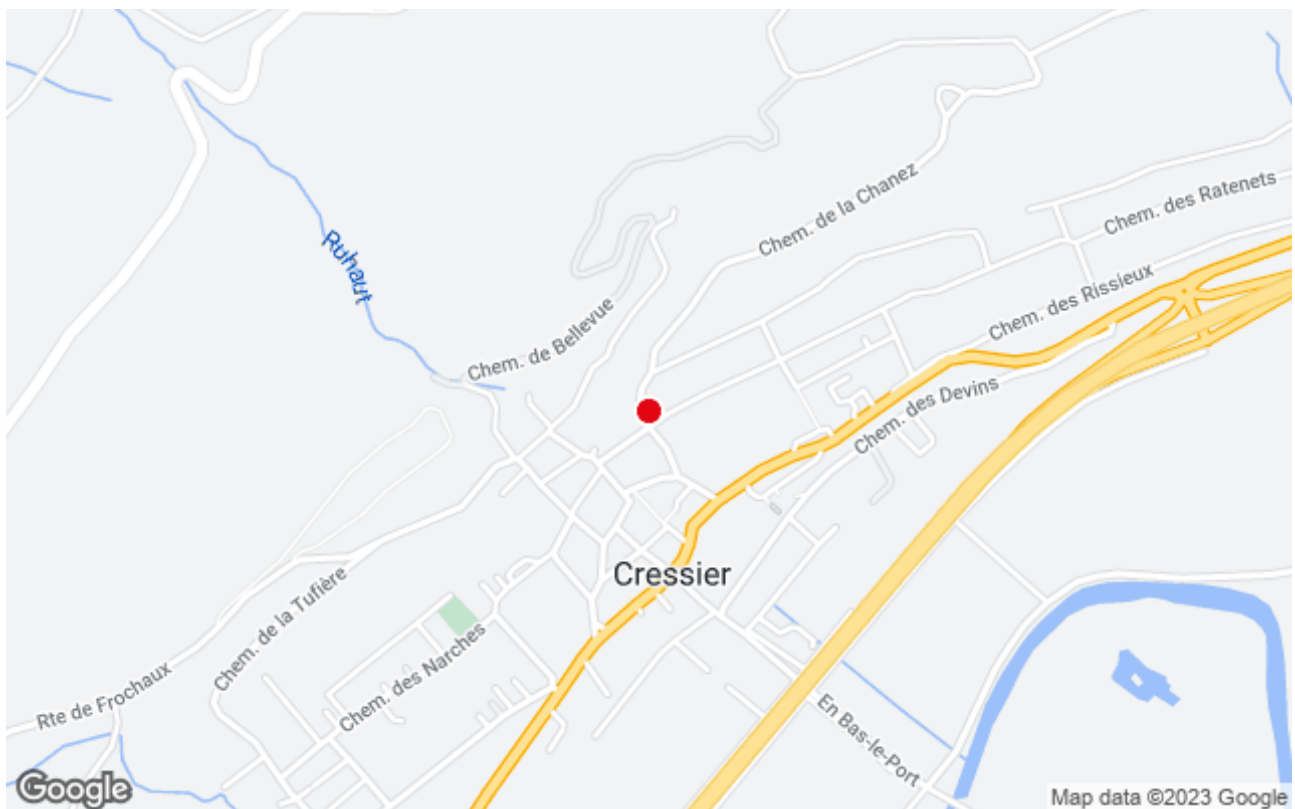 Chem. de la Chanez
Chem. des Ratenets
Ruhaut
Chem. des Rissieux
Chem. de Bellevue
Chem. des Devins
Cressier
Chem. de la Tufière
Chem. des Narches
Rte de Frochaux
En Bas-le-Port
Google
Map data ©2023 Google